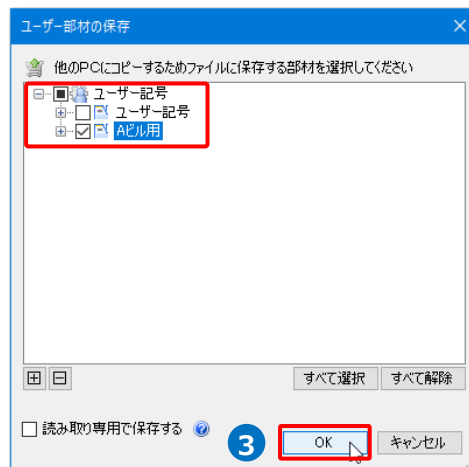 ユーザー部材の保存
他のPCにコピーするためファイルに保存する部材を選択してください
ユーザー記号
ユーザー記号
Aビル用
すべて選択 すべて解除
読み取り専用で保存する
3 OK キャンセル